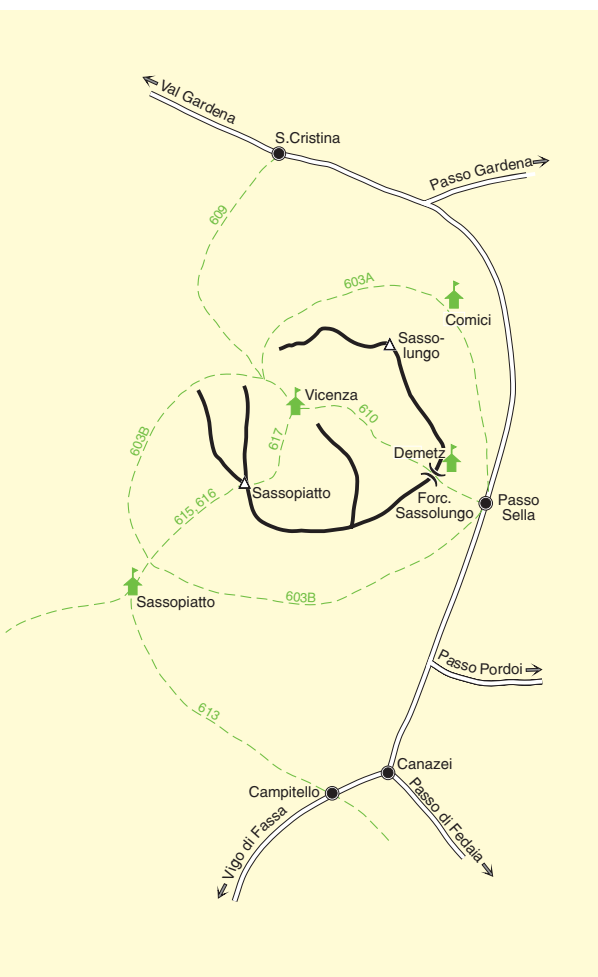 Val Gardena
S.Cristina
Passo Gardena
609
603A
Comici
Sasso-
lungo
Vicenza
610
603B
617
Demetz
Sassopiatto
615, 616
Forc.
Sassolungo
Passo
Sella
603B
Sassopiatto
Passo Pordoi
613
Canazei
Campitello
Vigo di Fassa
Passo di Fedaia